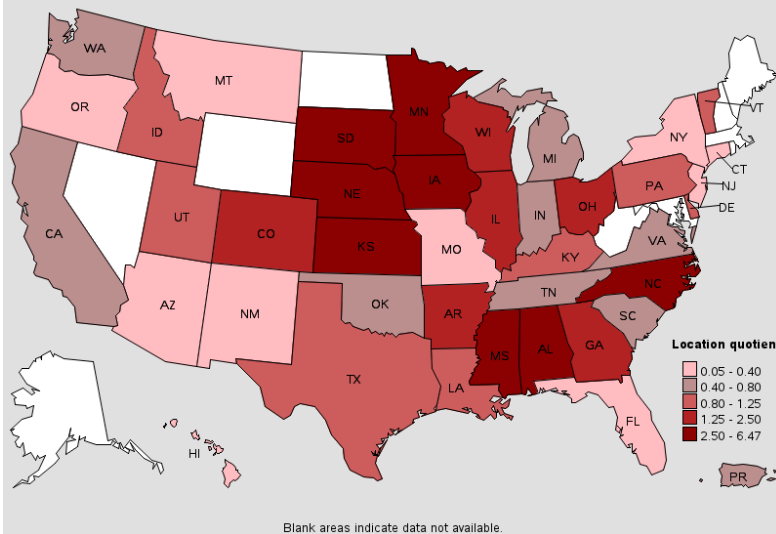 WA
MT
OR
ID
MN
SD
WI
MI
NY
VT
CT
NJ
DE
PA
IA
NE
OH
IL
IN
UT
CO
CA
KS
MO
KY
VA
NC
TN
SC
OK
AR
AZ
NM
MS
AL
GA
TX
LA
FL
HI
PR
Location quotien
0.05 - 0.40
0.40 - 0.80
0.80 - 1.25
1.25 - 2.50
2.50 - 6.47
Blank areas indicate data not available.